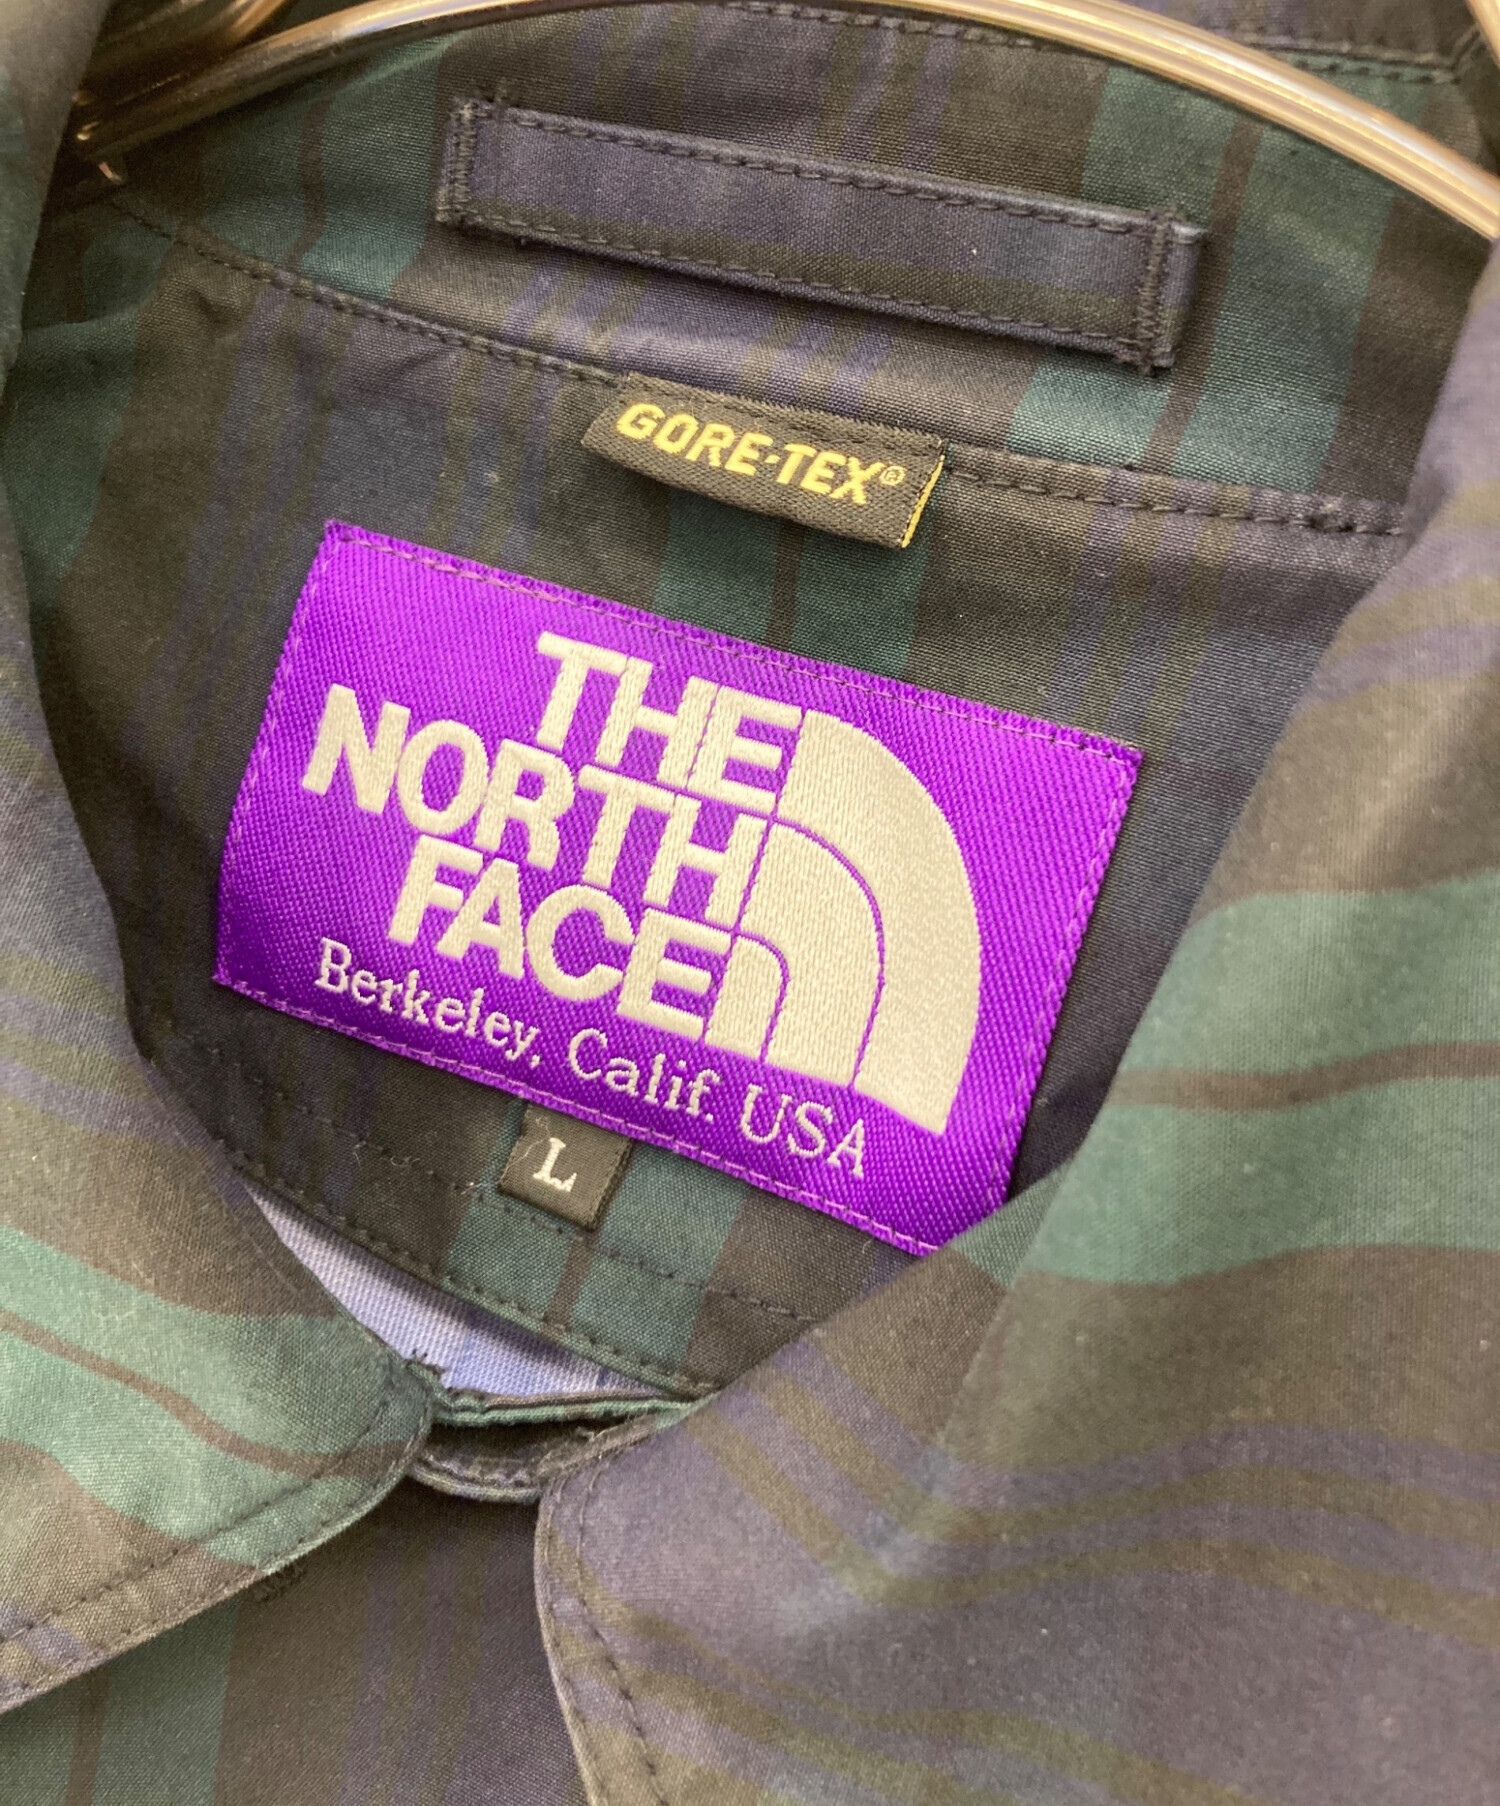 GORE-TEX®
THE
NORTH
FACE
Berkeley, Calif. USA
L